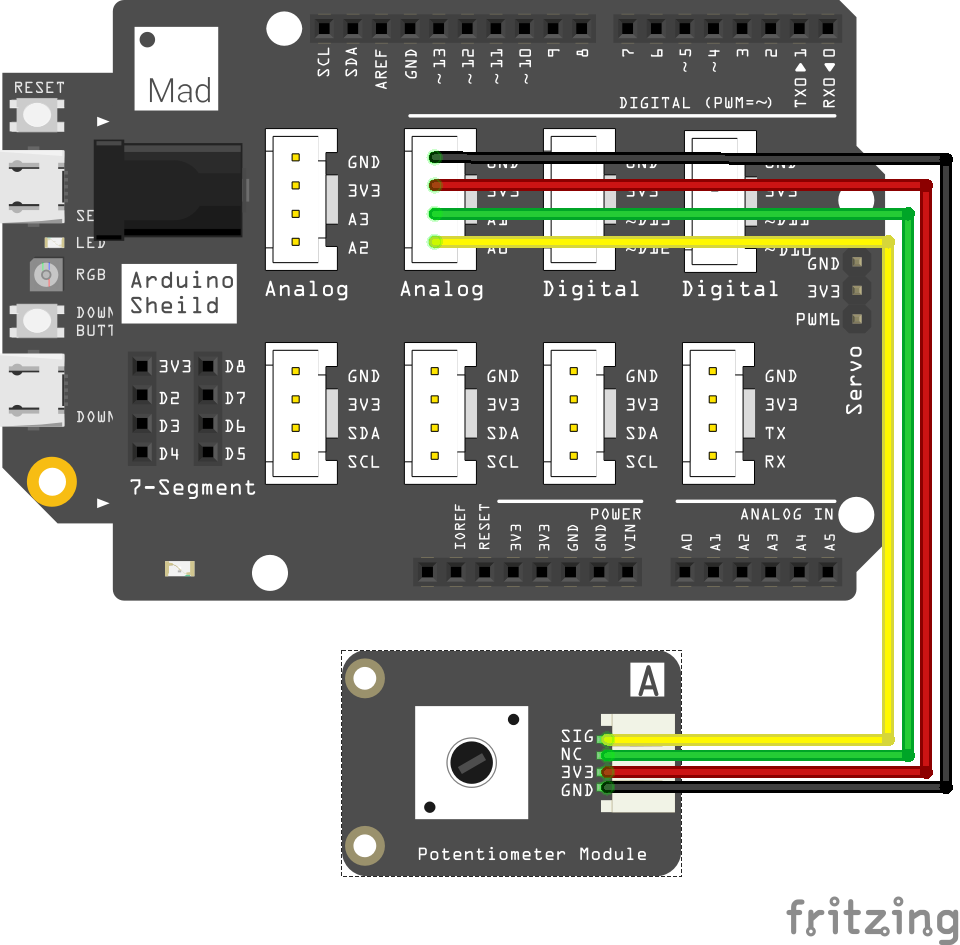 SCL
SDA
AREF
GND
~13
~12
~11
~10
9
8
7
6
~5
~4
3
2
TX0▶1
RX0◀0
DIGITAL (PWM=~)
Mad
RESET
GND
3V3
A3
A2
Analog
GND
3V3
A1
A0
Analog
GND
3V3
~D13
~D12
Digital
GND
3V3
~D11
~D10
Digital
SE
LED
RGB
DOWN
BUTT
DOWN
Arduino
Sheild
GND
3V3
PWM6
Servo
3V3 D8
D2 D7
D3 D6
D4 D5
7-Segment
GND
3V3
SDA
SCL
GND
3V3
SDA
SCL
GND
3V3
SDA
SCL
GND
3V3
TX
RX
POWER
IOREF
RESET
3V3
3V3
GND
GND
VIN
ANALOG IN
A0
A1
A2
A3
A4
A5
A
SIG
NC
3V3
GND
Potentiometer Module
fritzing